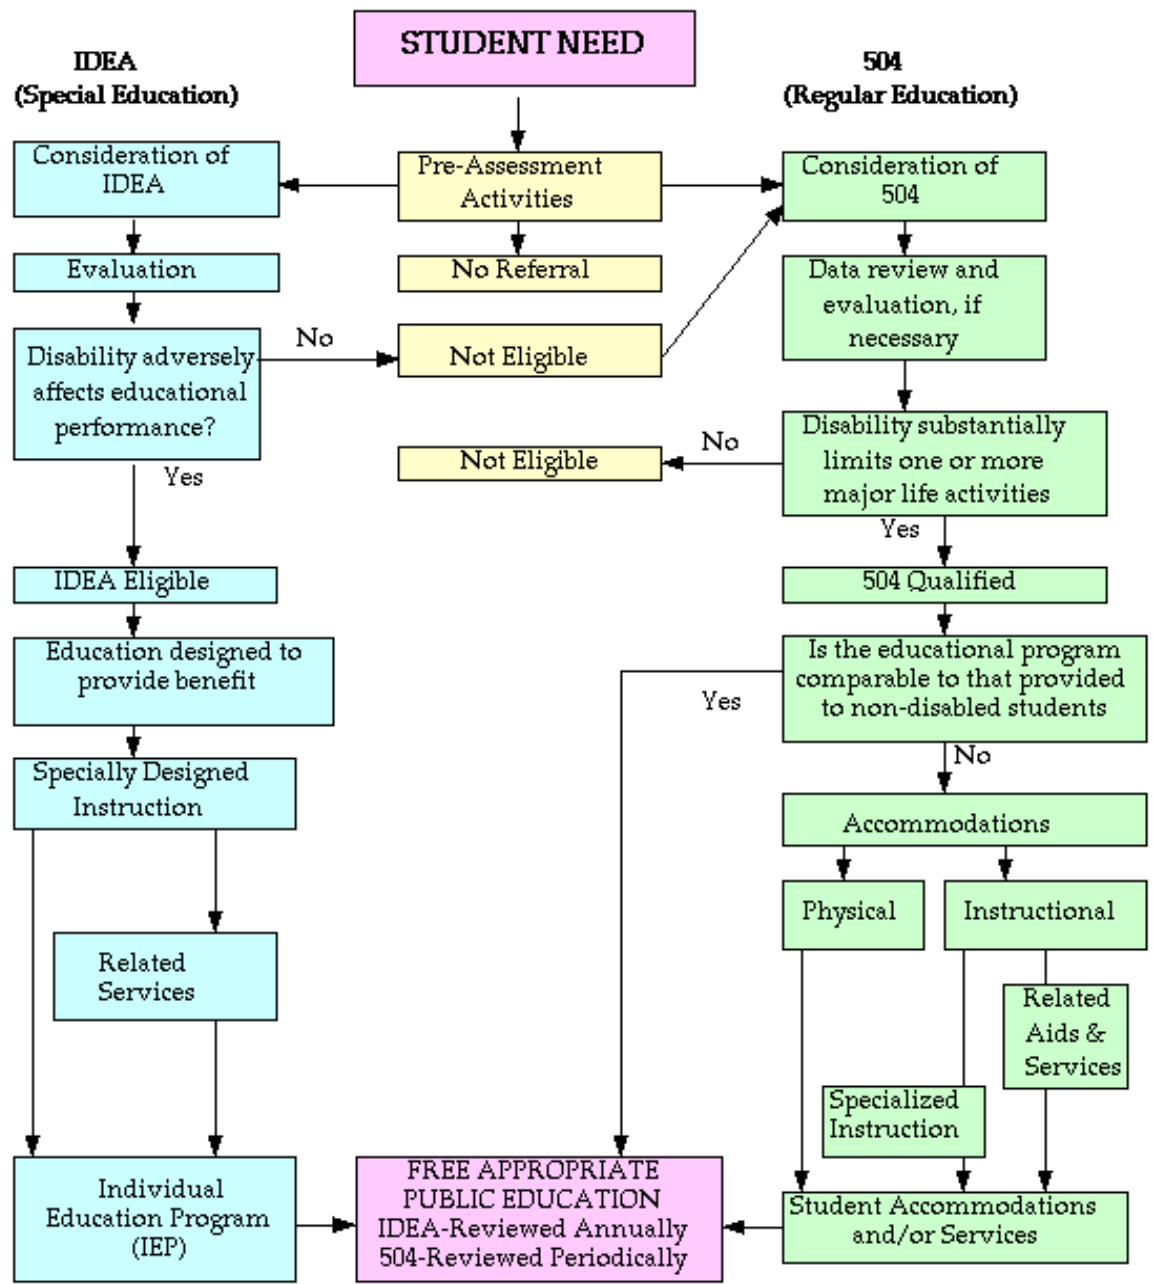 STUDENT NEED
IDEA
(Special Education)
504
(Regular Education)
Consideration of
IDEA
Pre-Assessment
Activities
Consideration of
504
Evaluation
No Referral
Data review and
evaluation, if
necessary
Disability adversely
affects educational
performance?
No
Not Eligible
Yes
Not Eligible
No
Disability substantially
limits one or more
major life activities
Yes
IDEA Eligible
504 Qualified
Education designed to
provide benefit
Is the educational program
comparable to that provided
to non-disabled students
Yes
No
Specially Designed
Instruction
Accommodations
Physical
Instructional
Related
Services
Related
Aids &
Services
Specialized
Instruction
Individual
Education Program
(IEP)
FREE APPROPRIATE
PUBLIC EDUCATION
IDEA-Reviewed Annually
504-Reviewed Periodically
Student Accommodations
and/or Services